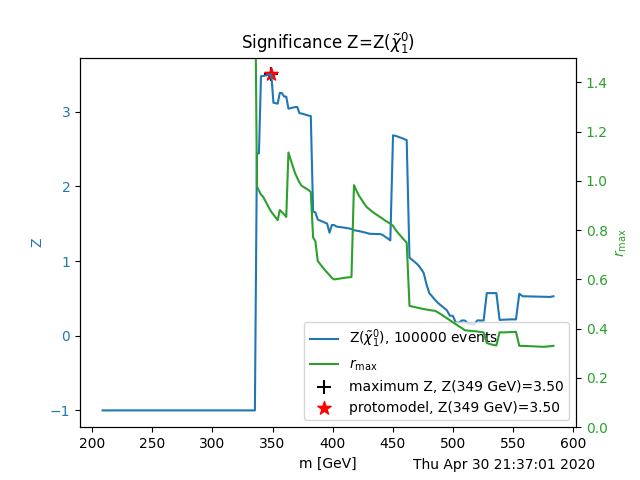 Significance Z=Z(χ̃₁⁰)
Z
3
2
1
0
−1
1.4
1.2
1.0
0.8
0.6
0.4
0.2
0.0
r_max
Z(χ̃₁⁰), 100000 events
r_max
maximum Z, Z(349 GeV)=3.50
protomodel, Z(349 GeV)=3.50
200 250 300 350 400 450 500 550 600
m [GeV]
Thu Apr 30 21:37:01 2020